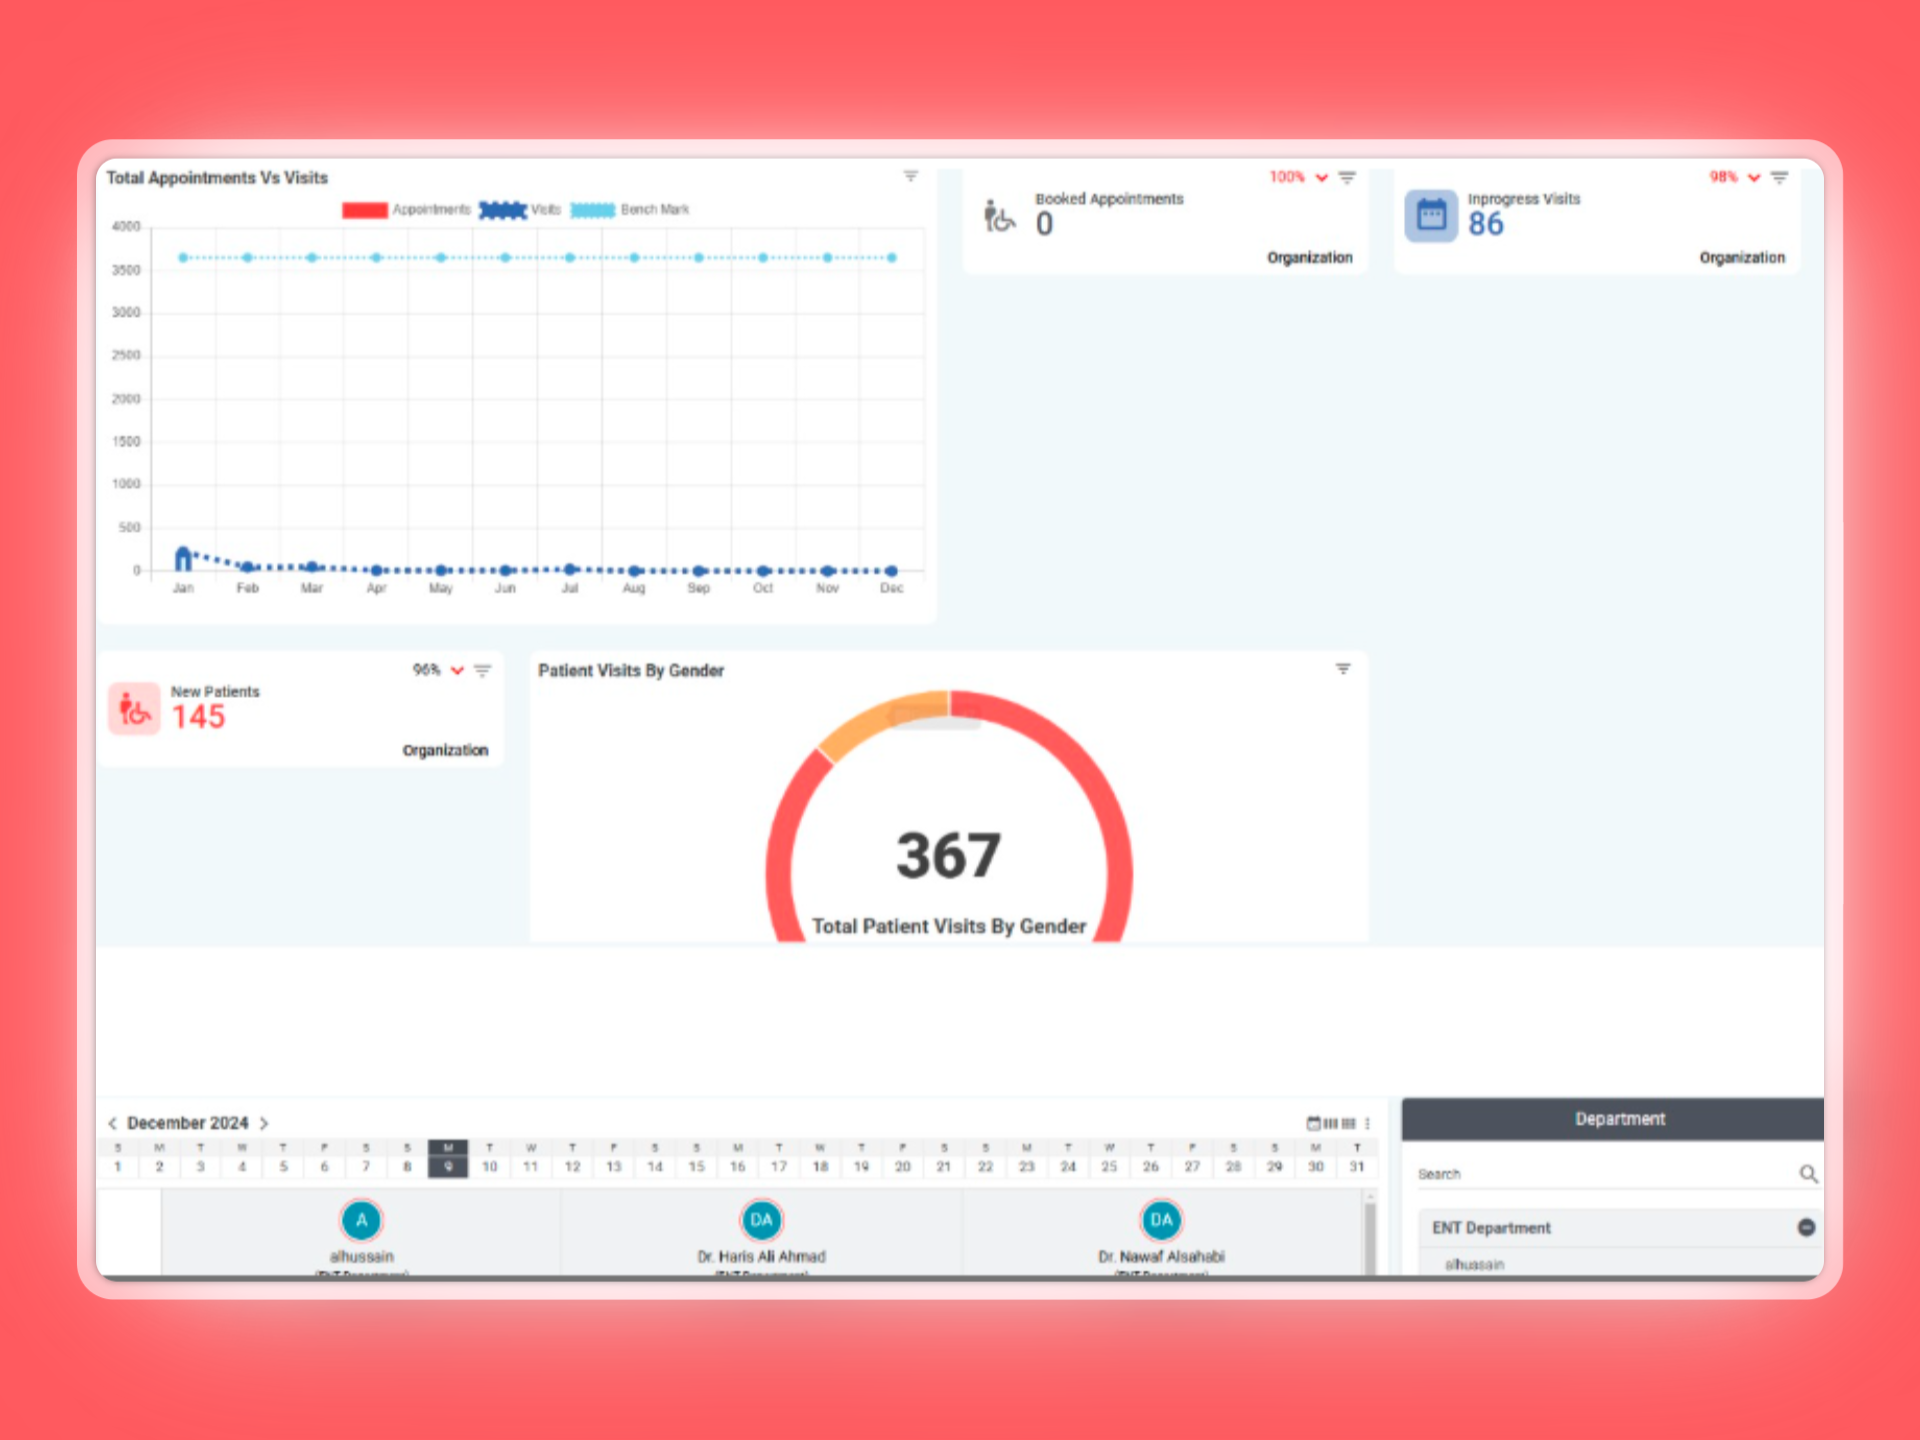 Total Appointments Vs Visits
Appointments Visits Bench Mark
4000
3500
3000
2500
2000
1500
1000
500
0
Jan Feb Mar Apr May Jun Jul Aug Sep Oct Nov Dec
100%
Booked Appointments
0
Organization
98%
Inprogress Visits
86
Organization
96%
New Patients
145
Organization
Patient Visits By Gender
367
Total Patient Visits By Gender
December 2024
S M T W T F S S M T W T F S S M T W T F S S M T W T F S S M T
1 2 3 4 5 6 7 8 9 10 11 12 13 14 15 16 17 18 19 20 21 22 23 24 25 26 27 28 29 30 31
A DA DA
alhussain Dr. Haris Ali Ahmad Dr. Nawaf Alsahabi
Department
Search
ENT Department
alhussain